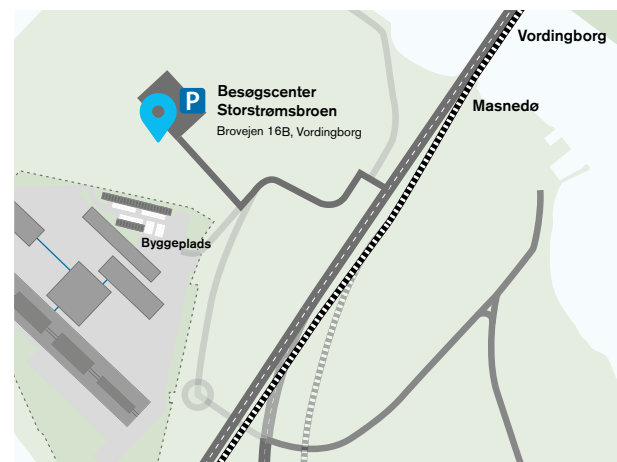 Vordingborg
P
Besøgscenter
Storstrømsbroen
Brovejen 16B, Vordingborg
Masnedø
Byggeplads